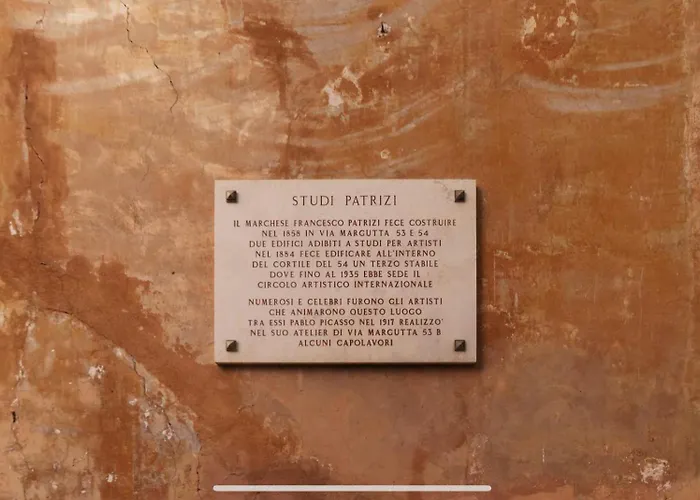 STUDI PATRIZI
IL MARCHESE FRANCESCO PATRIZI FECE COSTRUIRE
NEL 1858 IN VIA MARGUTTA 53 E 54
DUE EDIFICI ADIBITI A STUDI PER ARTISTI
NEL 1884 FECE EDIFICARE ALL'INTERNO
DEL CORTILE DEL 54 UN TERZO STABILE
DOVE FINO AL 1935 EBBE SEDE IL
CIRCOLO ARTISTICO INTERNAZIONALE
NUMEROSI E CELEBRI FURONO GLI ARTISTI
CHE ANIMARONO QUESTO LUOGO
TRA ESSI PABLO PICASSO NEL 1917 REALIZZO'
NEL SUO ATELIER DI VIA MARGUTTA 53 B
ALCUNI CAPOLAVORI